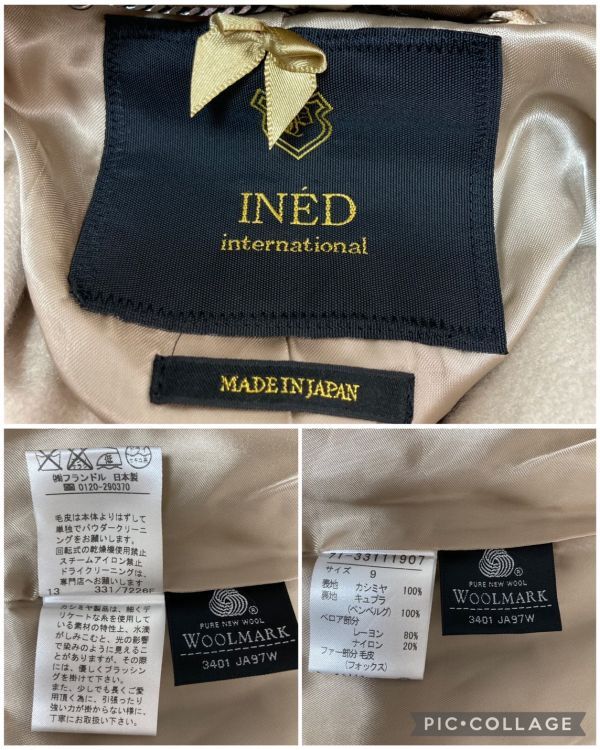 INÉD
international
MADE IN JAPAN
㈱フランドル 日本製
☎ 0120-290370
毛皮は本体よりはずして
単独でパウダークリーニ
ングをお願いします。
回転式の乾燥機使用禁止
スチームアイロン禁止
ドライクリーニングは、
専門店へお願いします
13 331/7226F
カシミヤ製品は、細くデ
リケートな糸を使用して
いる素材の特性上、水滴
がしみこむと、光の影響
で染みのように見えるこ
とがありますが、その際
には、優しくブラッシン
グを掛けて下さい。
また、少しでも長くご愛
用頂く為に、引張ったり
強い力が掛からない様に、
丁寧にお取扱い下さい。
®
PURE NEW WOOL
WOOLMARK
3401 JA97W
71-33111907
サイズ 9
表地 カシミヤ 100%
裏地 キュプラ 100%
(ベンベルグ)
ベロア部分
レーヨン 80%
ナイロン 20%
ファー部分 毛皮
(フォックス)
®
PURE NEW WOOL
WOOLMARK
3401 JA97W
PIC•COLLAGE